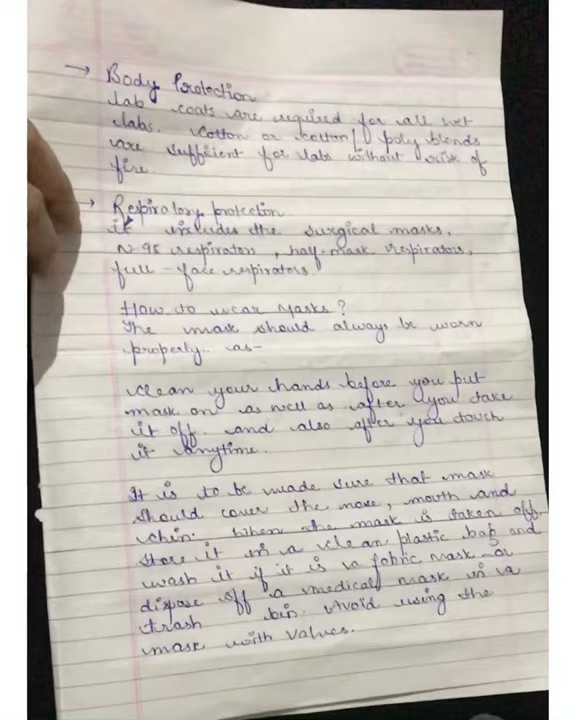 → Body Protection
Lab coats are required for all wet
labs. Cotton or cotton/poly blends
are sufficient for labs without risk of
fire.
→ Respiratory protection
it includes the surgical masks,
N-95 respirators, half-mask respirators,
full-face respirators.
How to wear Masks?
The mask should always be worn
properly. as-
clean your hands before you put
mask on as well as after you take
it off. and also after you touch
it anytime.
It is to be made sure that mask
should cover the nose, mouth and
chin. When the mask is taken off
store it in a clean plastic bag and
wash it if it is a fabric mask or
dispose off a medical mask in a
trash bin. Avoid using the
mask with values.